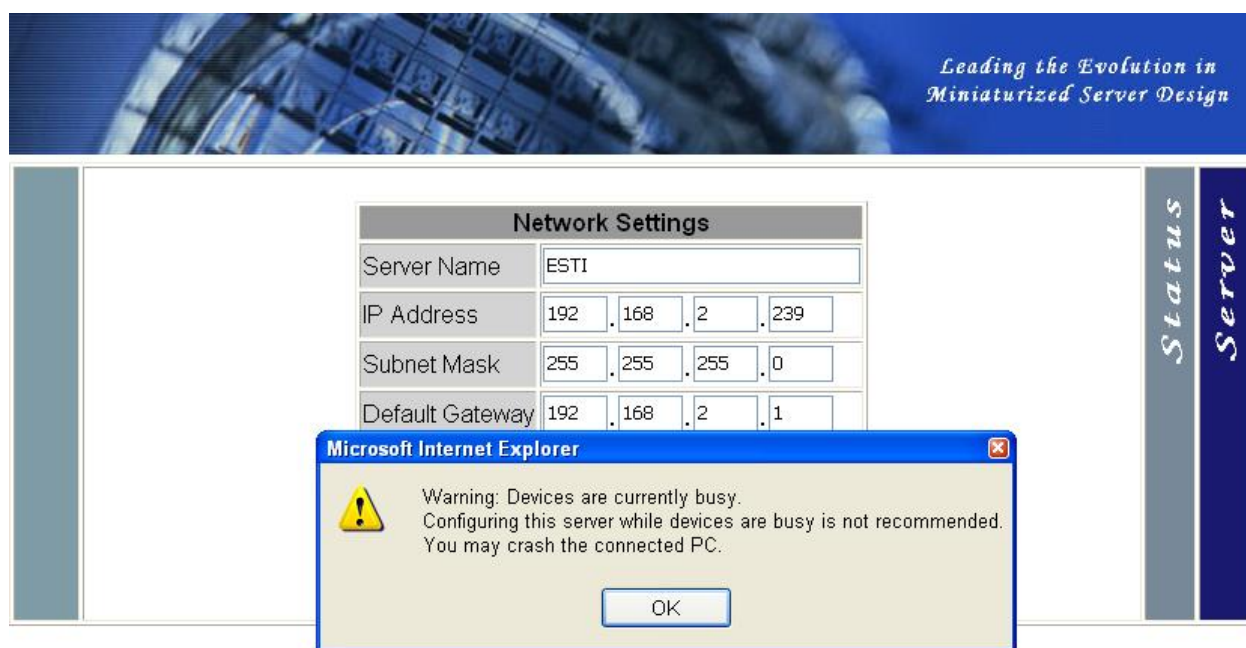 Leading the Evolution in
Miniaturized Server Design
Network Settings
Server Name ESTI
IP Address 192 . 168 . 2 . 239
Subnet Mask 255 . 255 . 255 . 0
Default Gateway 192 . 168 . 2 . 1
Status
Server
Microsoft Internet Explorer
Warning: Devices are currently busy.
Configuring this server while devices are busy is not recommended.
You may crash the connected PC.
OK